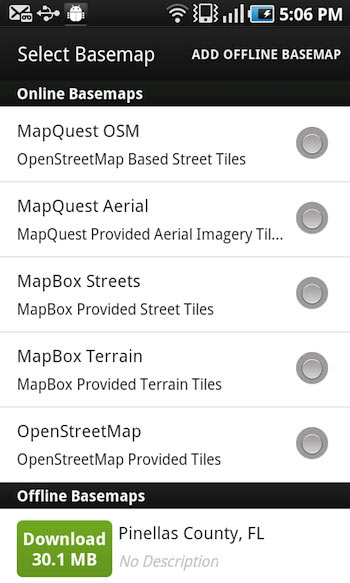 5:06 PM
Select Basemap ADD OFFLINE BASEMAP
Online Basemaps
MapQuest OSM
OpenStreetMap Based Street Tiles
MapQuest Aerial
MapQuest Provided Aerial Imagery Til...
MapBox Streets
MapBox Provided Street Tiles
MapBox Terrain
MapBox Provided Terrain Tiles
OpenStreetMap
OpenStreetMap Provided Tiles
Offline Basemaps
Download
30.1 MB
Pinellas County, FL
No Description